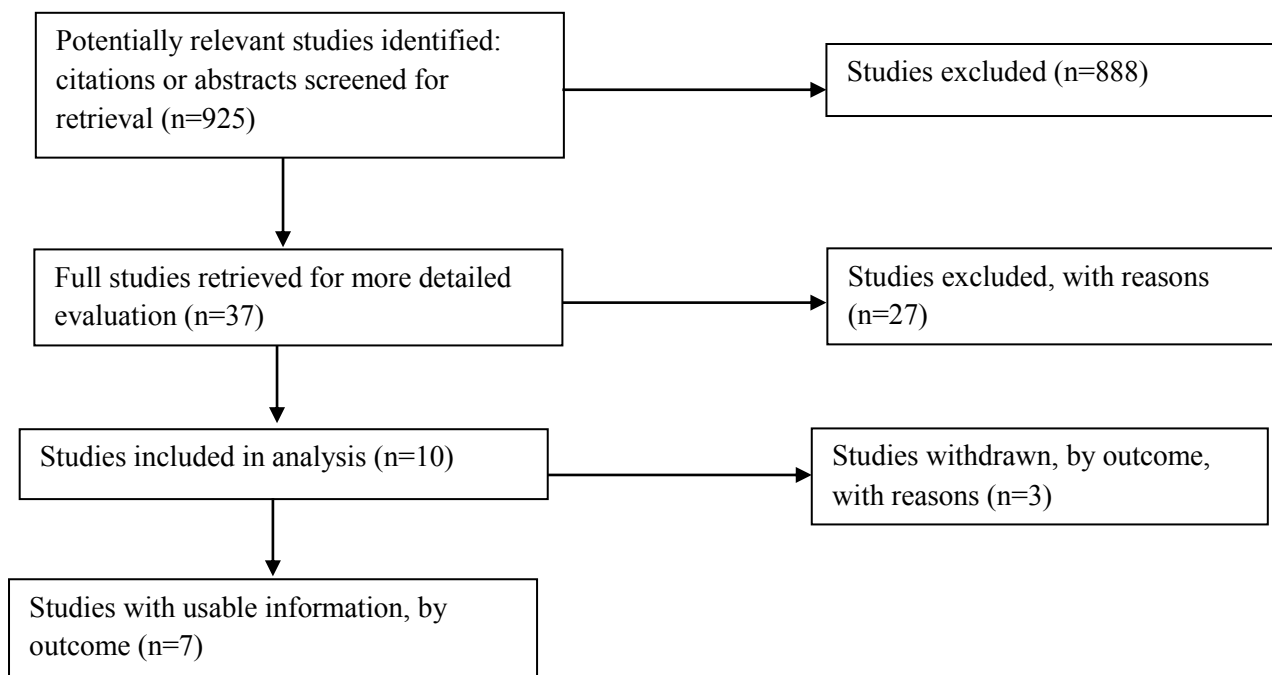 Potentially relevant studies identified:
citations or abstracts screened for
retrieval (n=925)
Studies excluded (n=888)
Full studies retrieved for more detailed
evaluation (n=37)
Studies excluded, with reasons
(n=27)
Studies included in analysis (n=10)
Studies withdrawn, by outcome,
with reasons (n=3)
Studies with usable information, by
outcome (n=7)